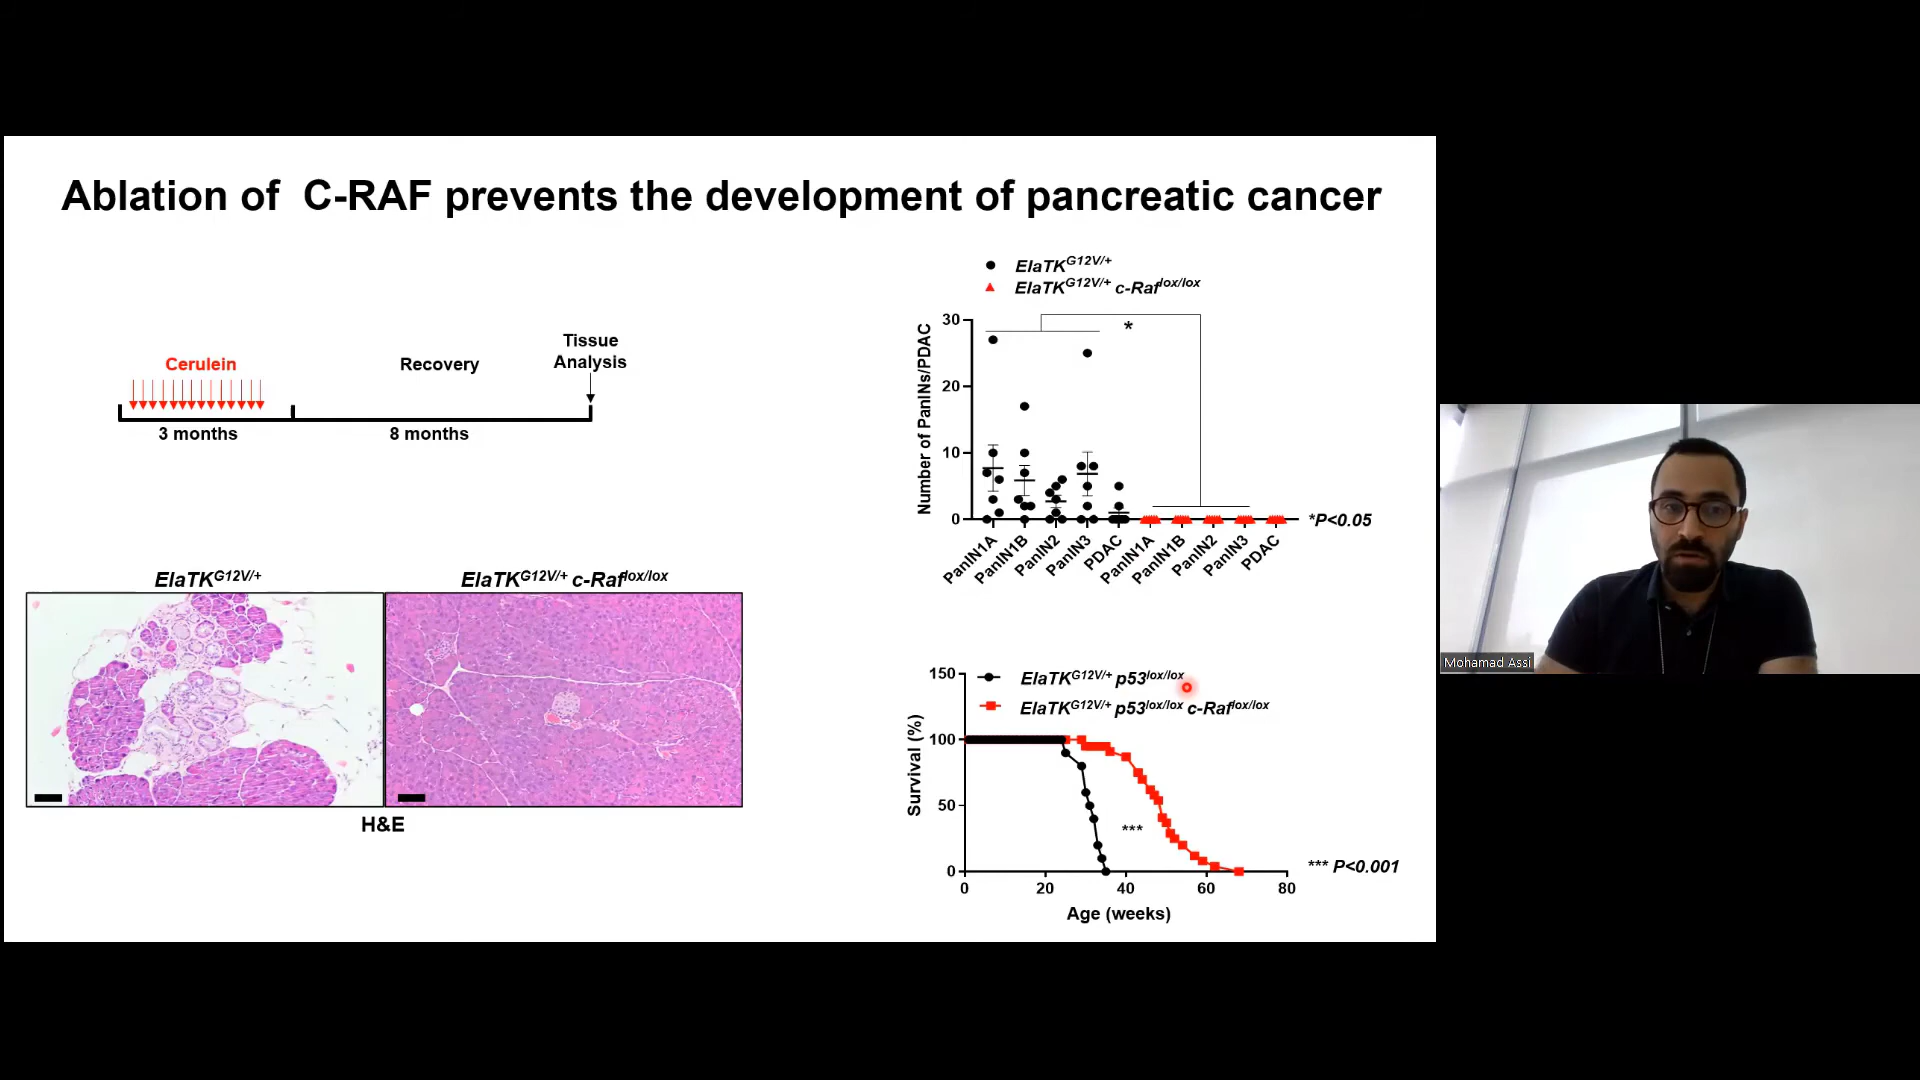 Ablation of  C-RAF prevents the development of pancreatic cancer
Cerulein
Recovery
Tissue
Analysis
3 months
8 months
ElaTK^G12V/+
ElaTK^G12V/+ c-Raf^lox/lox
H&E
ElaTK^G12V/+
ElaTK^G12V/+ c-Raf^lox/lox
Number of PanINs/PDAC
30
20
10
0
*
*P<0.05
PanIN1A
PanIN1B
PanIN2
PanIN3
PDAC
PanIN1A
PanIN1B
PanIN2
PanIN3
PDAC
ElaTK^G12V/+ p53^lox/lox
ElaTK^G12V/+ p53^lox/lox c-Raf^lox/lox
Survival (%)
150
100
50
0
***
*** P<0.001
0 20 40 60 80
Age (weeks)
Mohamad Assi